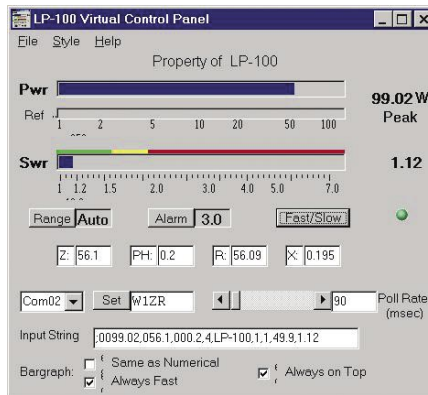 LP-100 Virtual Control Panel
File Style Help
Property of LP-100
Pwr
99.02 W
Ref
Peak
1 2 5 10 20 50 100
Swr
1.12
1 1.2 1.5 2.0 3.0 4.0 5.0 7.0
Range Auto Alarm 3.0 Fast/Slow
Z: 56.1 PH: 0.2 R: 56.09 X: 0.195
Com02 Set W1ZR 90 Poll Rate
(msec)
Input String ;0099.02,056.1,000.2,4,LP-100,1,1,49.9,1.12
Bargraph: Same as Numerical
Always Fast
Always on Top